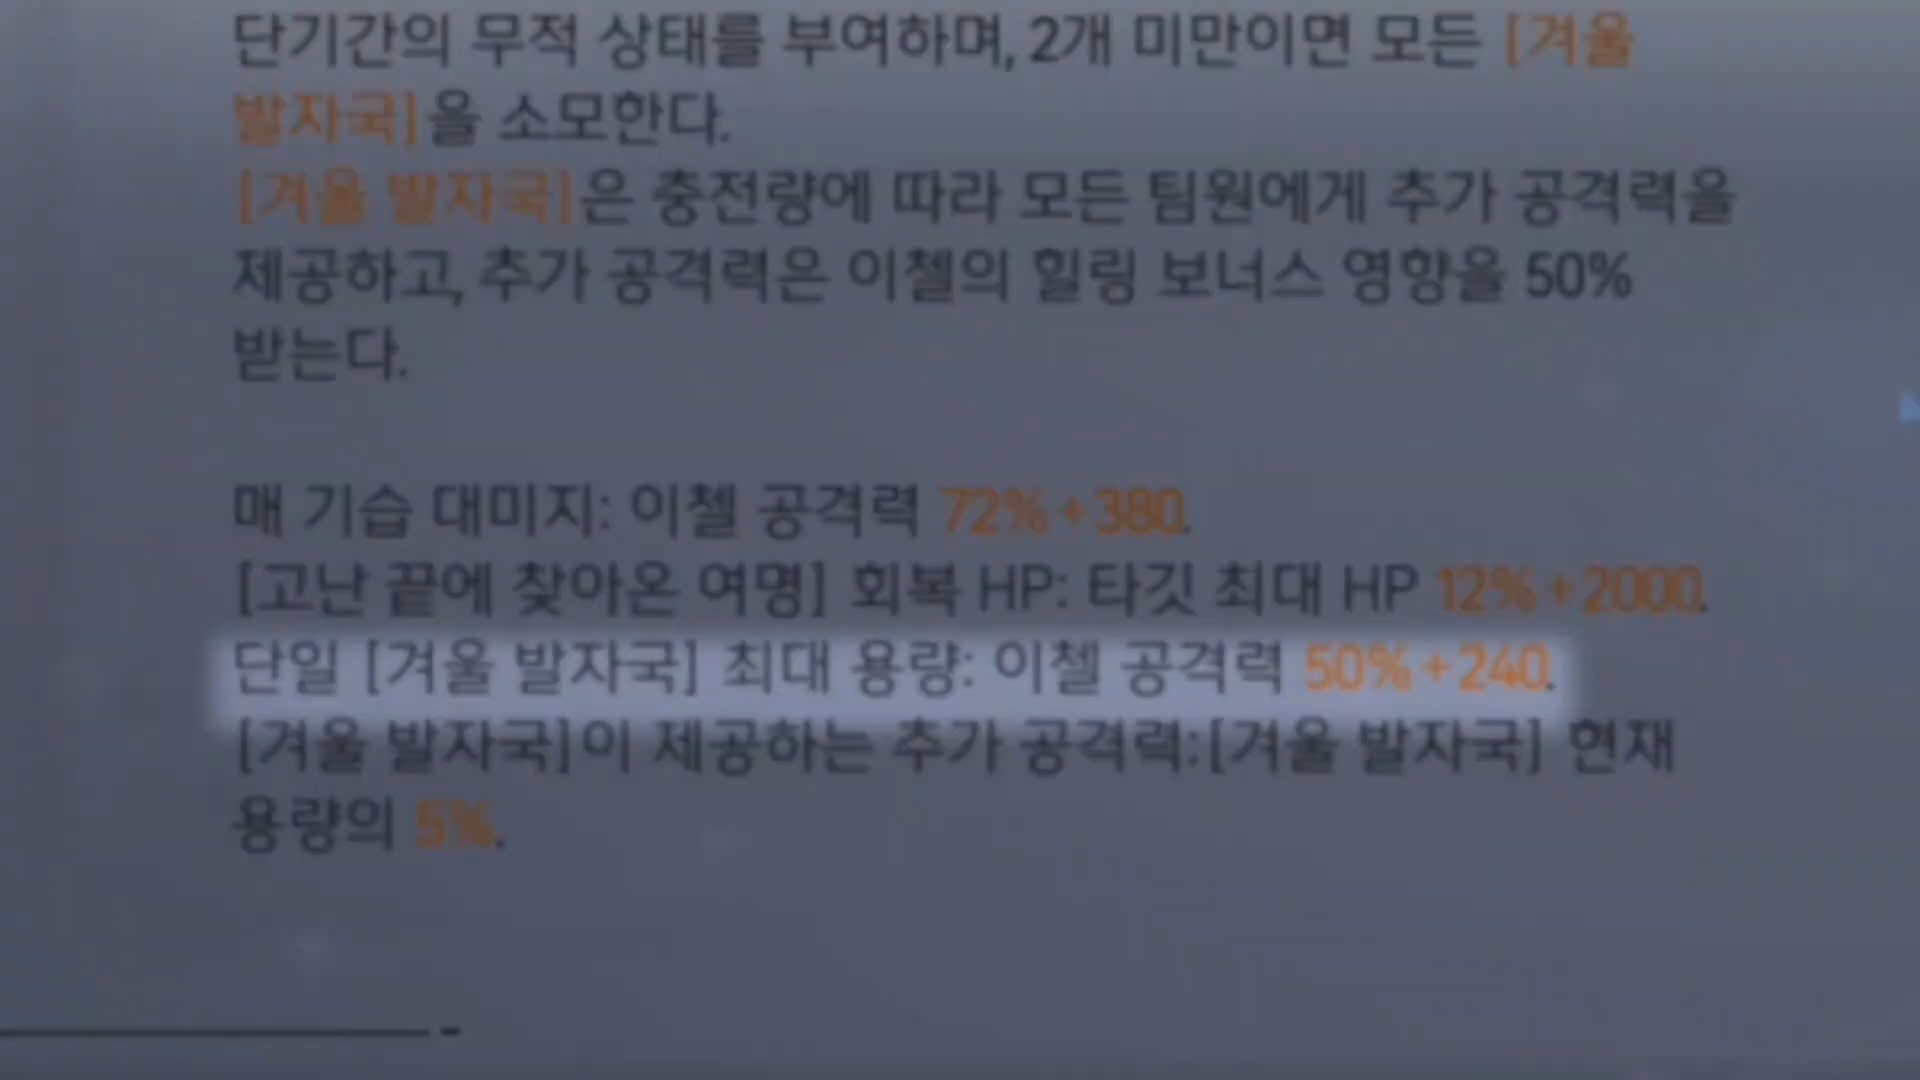 단기간의 무적 상태를 부여하며, 2개 미만이면 모든 [겨울
발자국]을 소모한다.
[겨울 발자국]은 충전량에 따라 모든 팀원에게 추가 공격력을
제공하고, 추가 공격력은 이첼의 힐링 보너스 영향을 50%
받는다.
매 기습 대미지: 이첼 공격력 72% + 380.
[고난 끝에 찾아온 여명] 회복 HP: 타깃 최대 HP 12% + 2000.
단일 [겨울 발자국] 최대 용량: 이첼 공격력 50% + 240.
[겨울 발자국]이 제공하는 추가 공격력: [겨울 발자국] 현재
용량의 5%.